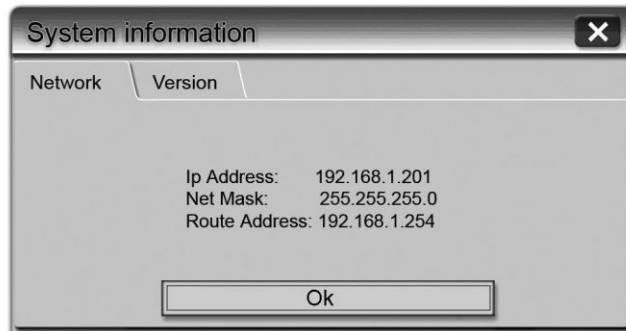 System information
Network Version
Ip Address: 192.168.1.201
Net Mask: 255.255.255.0
Route Address: 192.168.1.254
Ok